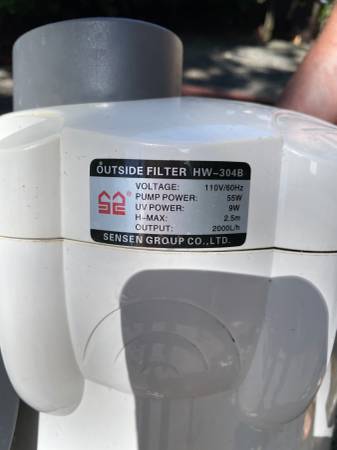 OUTSIDE FILTER HW-304B
VOLTAGE: 110V/60Hz
PUMP POWER: 55W
UV POWER: 9W
H-MAX: 2.5m
OUTPUT: 2000L/h
SENSEN GROUP CO.,LTD.